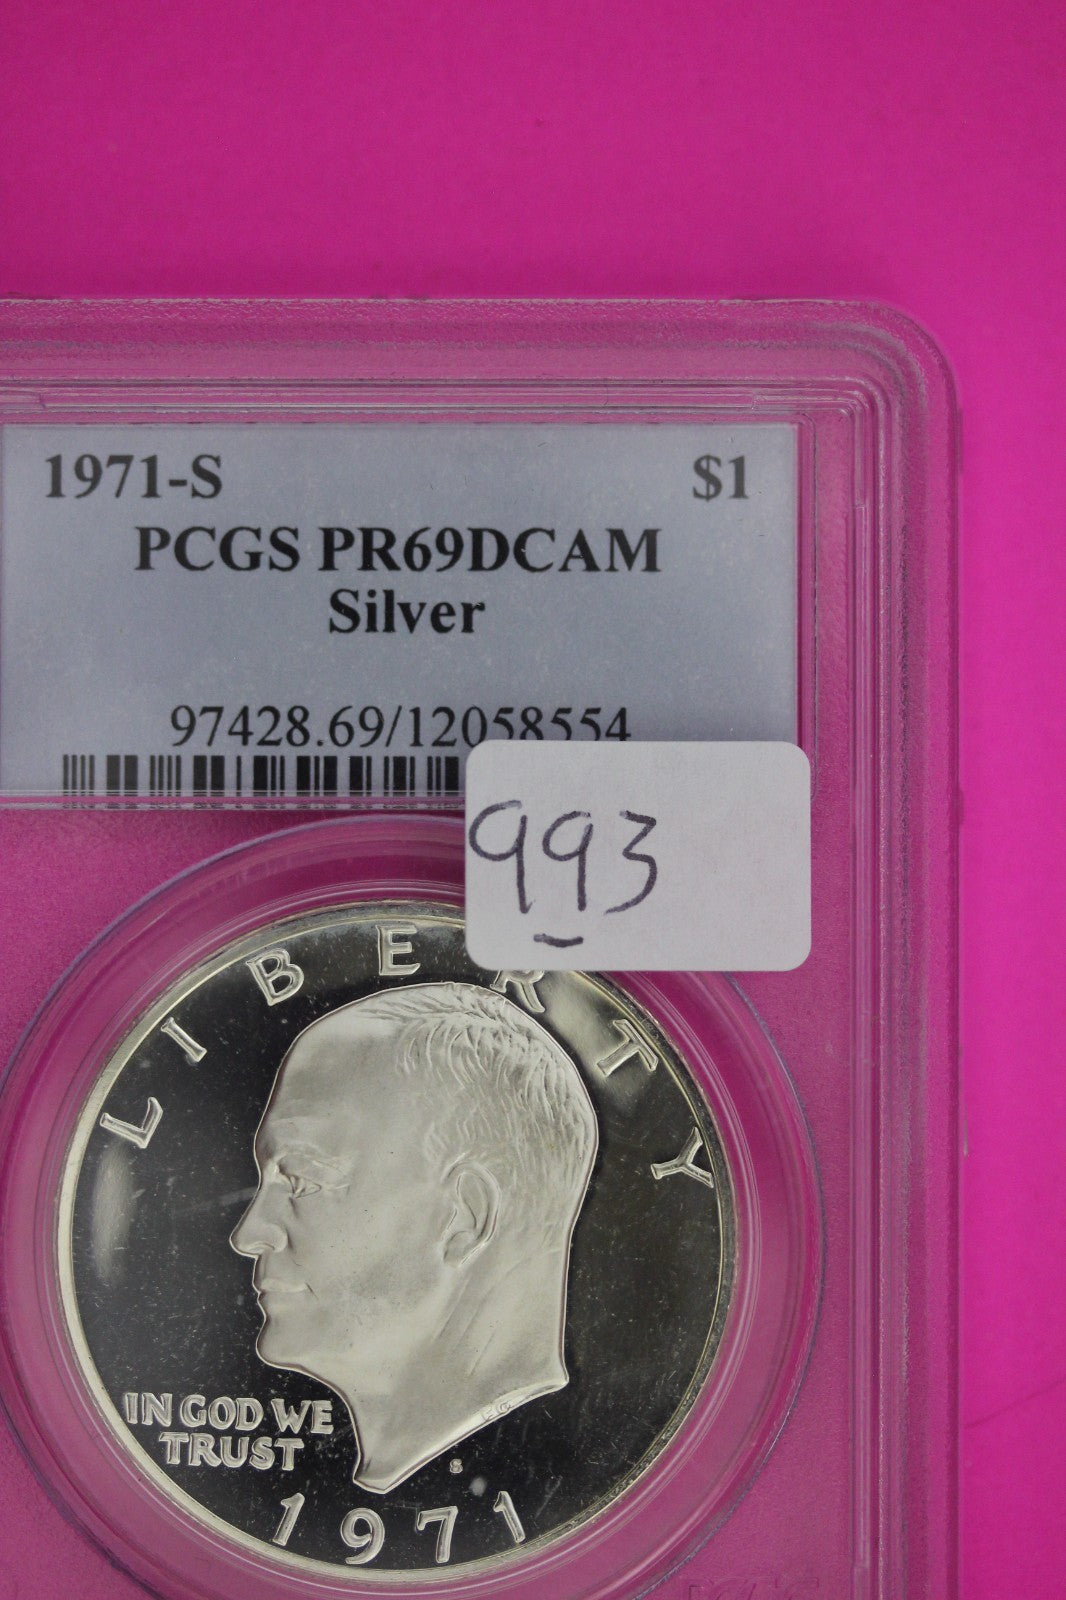 1971-S $1
PCGS PR69DCAM
Silver
97428.69/12058554
993
LIBERTY
IN GOD WE
TRUST
S
1971